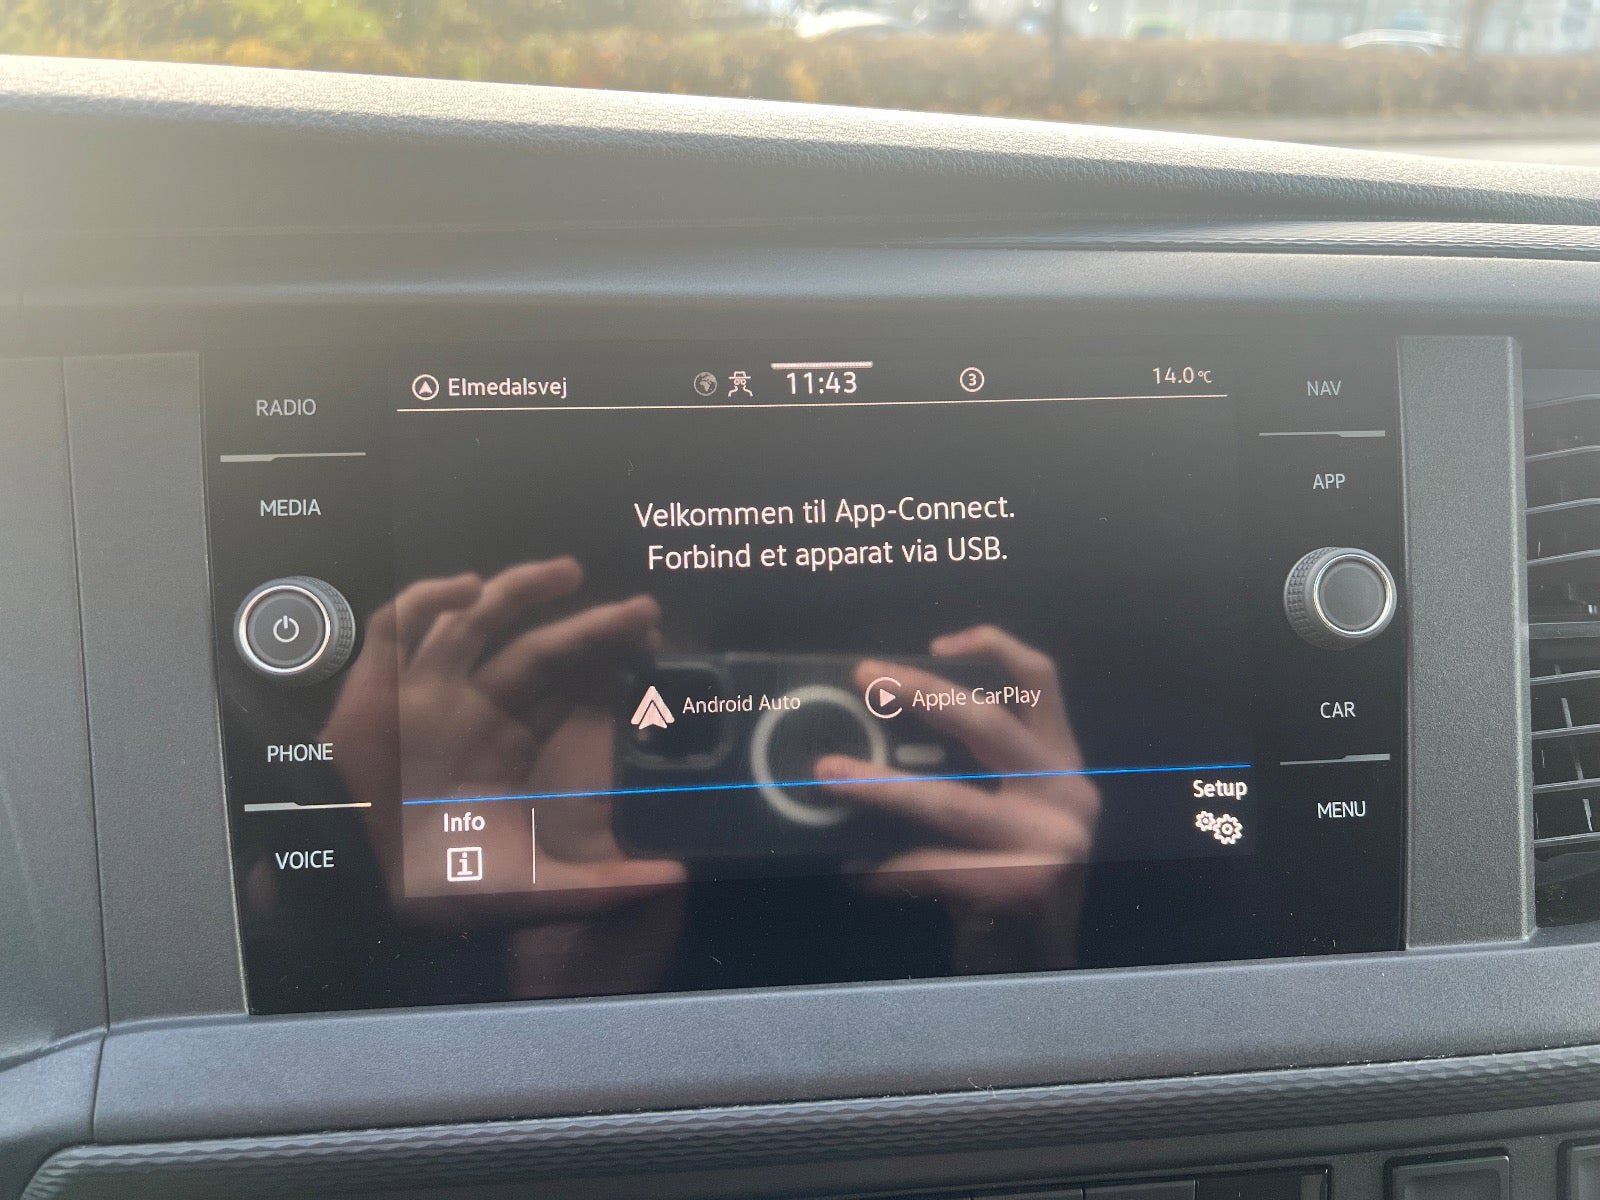 RADIO
MEDIA
PHONE
VOICE
Elmedalsvej
11:43
3
14.0°C
Velkommen til App-Connect.
Forbind et apparat via USB.
Android Auto
Apple CarPlay
Info
i
Setup
NAV
APP
CAR
MENU